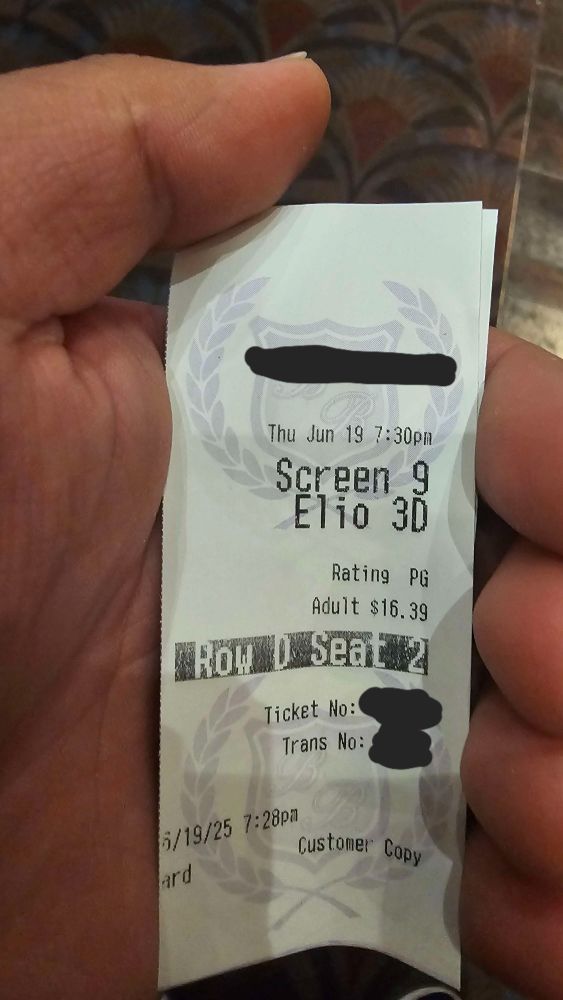 Thu Jun 19 7:30pm
Screen 9
Elio 3D
Rating PG
Adult $16.39
Row D Seat 2
Ticket No:
Trans No:
6/19/25 7:28pm
Customer Copy
ard